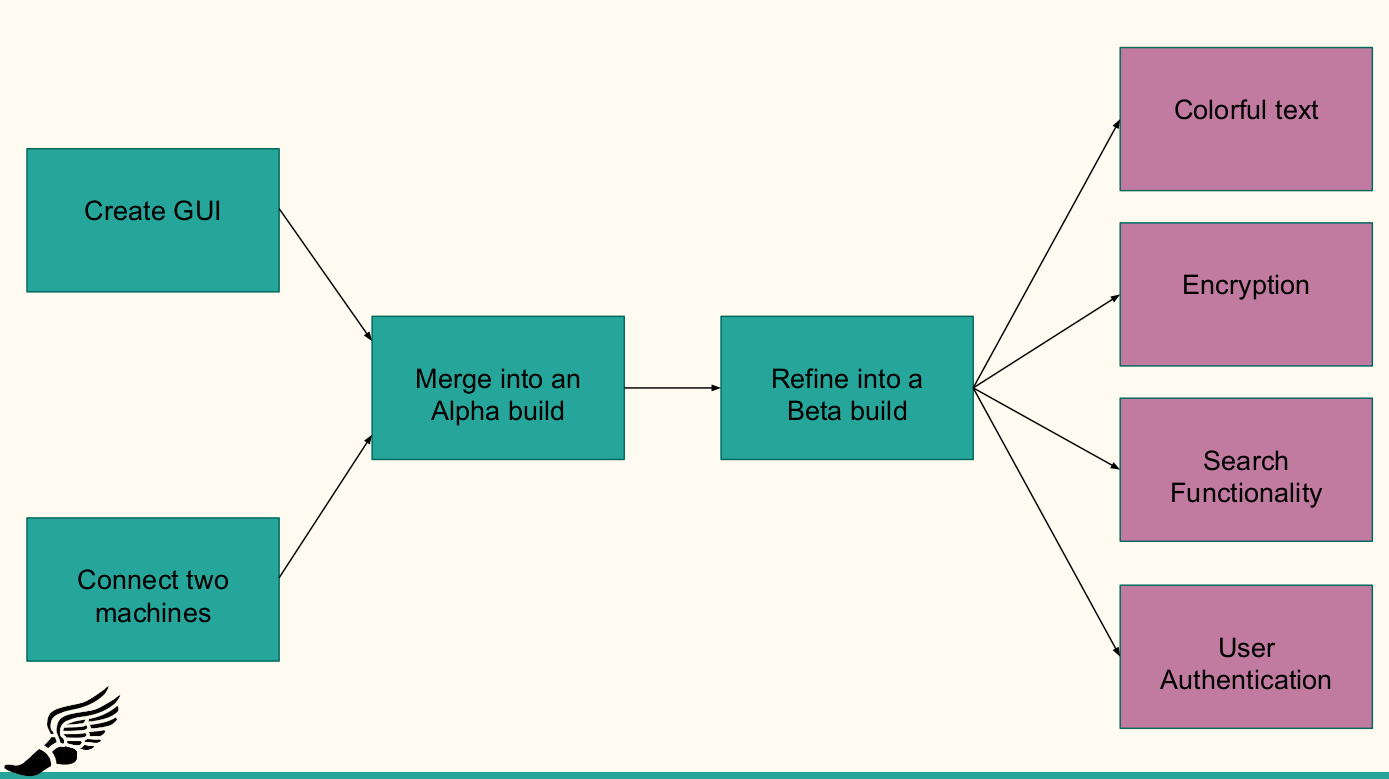 Create GUI
Connect two
machines
Merge into an
Alpha build
Refine into a
Beta build
Colorful text
Encryption
Search
Functionality
User
Authentication